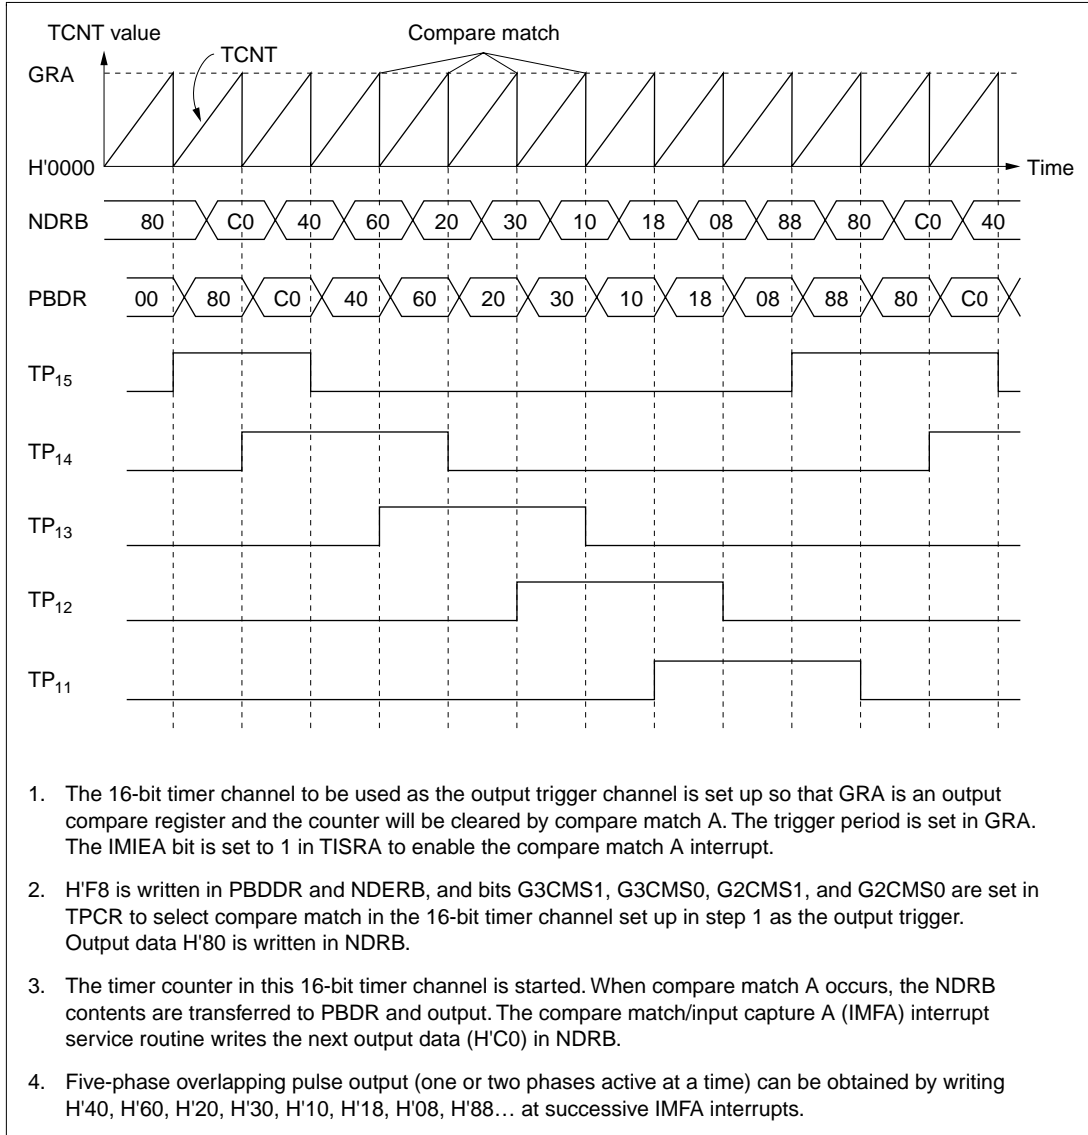 TCNT value
Compare match
TCNT
GRA
H'0000
Time
NDRB 80 C0 40 60 20 30 10 18 08 88 80 C0 40
PBDR 00 80 C0 40 60 20 30 10 18 08 88 80 C0
TP15
TP14
TP13
TP12
TP11
1. The 16-bit timer channel to be used as the output trigger channel is set up so that GRA is an output
compare register and the counter will be cleared by compare match A. The trigger period is set in GRA.
The IMIEA bit is set to 1 in TISRA to enable the compare match A interrupt.
2. H'F8 is written in PBDDR and NDERB, and bits G3CMS1, G3CMS0, G2CMS1, and G2CMS0 are set in
TPCR to select compare match in the 16-bit timer channel set up in step 1 as the output trigger.
Output data H'80 is written in NDRB.
3. The timer counter in this 16-bit timer channel is started. When compare match A occurs, the NDRB
contents are transferred to PBDR and output. The compare match/input capture A (IMFA) interrupt
service routine writes the next output data (H'C0) in NDRB.
4. Five-phase overlapping pulse output (one or two phases active at a time) can be obtained by writing
H'40, H'60, H'20, H'30, H'10, H'18, H'08, H'88… at successive IMFA interrupts.